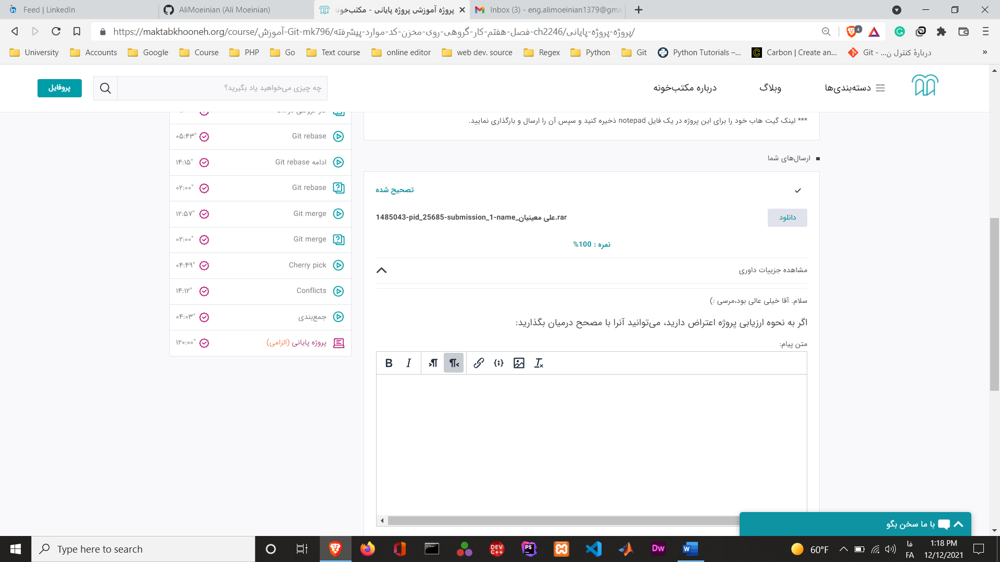 Feed | LinkedIn
AliMoeinian (Ali Moeinian)
پروژه آموزشی پروژه پایانی - مکتب‌خونه
Inbox (3) - eng.alimoeinian1379@gma
https://maktabkhooneh.org/course/آموزش-Git-mk796/فصل-هفتم-کار-گروهی-روی-مخزن-کد-موارد-پیشرفته-ch2246/پروژه-پروژه-پایانی/
4
University
Accounts
Google
Course
PHP
Go
Text course
online editor
web dev. source
Regex
Python
Git
Python Tutorials –...
Carbon | Create an...
Git - دربارهٔ کنترل ن...
»
دسته‌بندی‌ها
وبلاگ
درباره مکتب‌خونه
چه چیزی می‌خواهید یاد بگیرید؟
پروفایل
*** لینک گیت هاب خود را برای این پروژه در یک فایل notepad ذخیره کنید و سپس آن را ارسال و بارگذاری نمایید.
ارسال‌های شما
تصحیح شده
1485043-pid_25685-submission_1-name_علی معینیان.rar
دانلود
نمره : 100%
مشاهده جزییات داوری
سلام. آقا خیلی عالی بود،مرسی :)
اگر به نحوه ارزیابی پروژه اعتراض دارید، می‌توانید آنرا با مصحح درمیان بگذارید:
متن پیام:
B I
Git rebase ۰۵:۴۳"
ادامه Git rebase ۱۴:۱۵"
Git rebase ۰۲:۰۰"
Git merge ۱۲:۵۷"
Git merge ۰۲:۰۰"
Cherry pick ۰۴:۴۹"
Conflicts ۱۴:۱۲"
جمع‌بندی ۰۴:۰۳"
پروژه پایانی (الزامی) ۱۲۰:۰۰"
با ما سخن بگو
Type here to search
DEV C++
PS
Dw
W
60°F
فا
FA
1:18 PM
12/12/2021